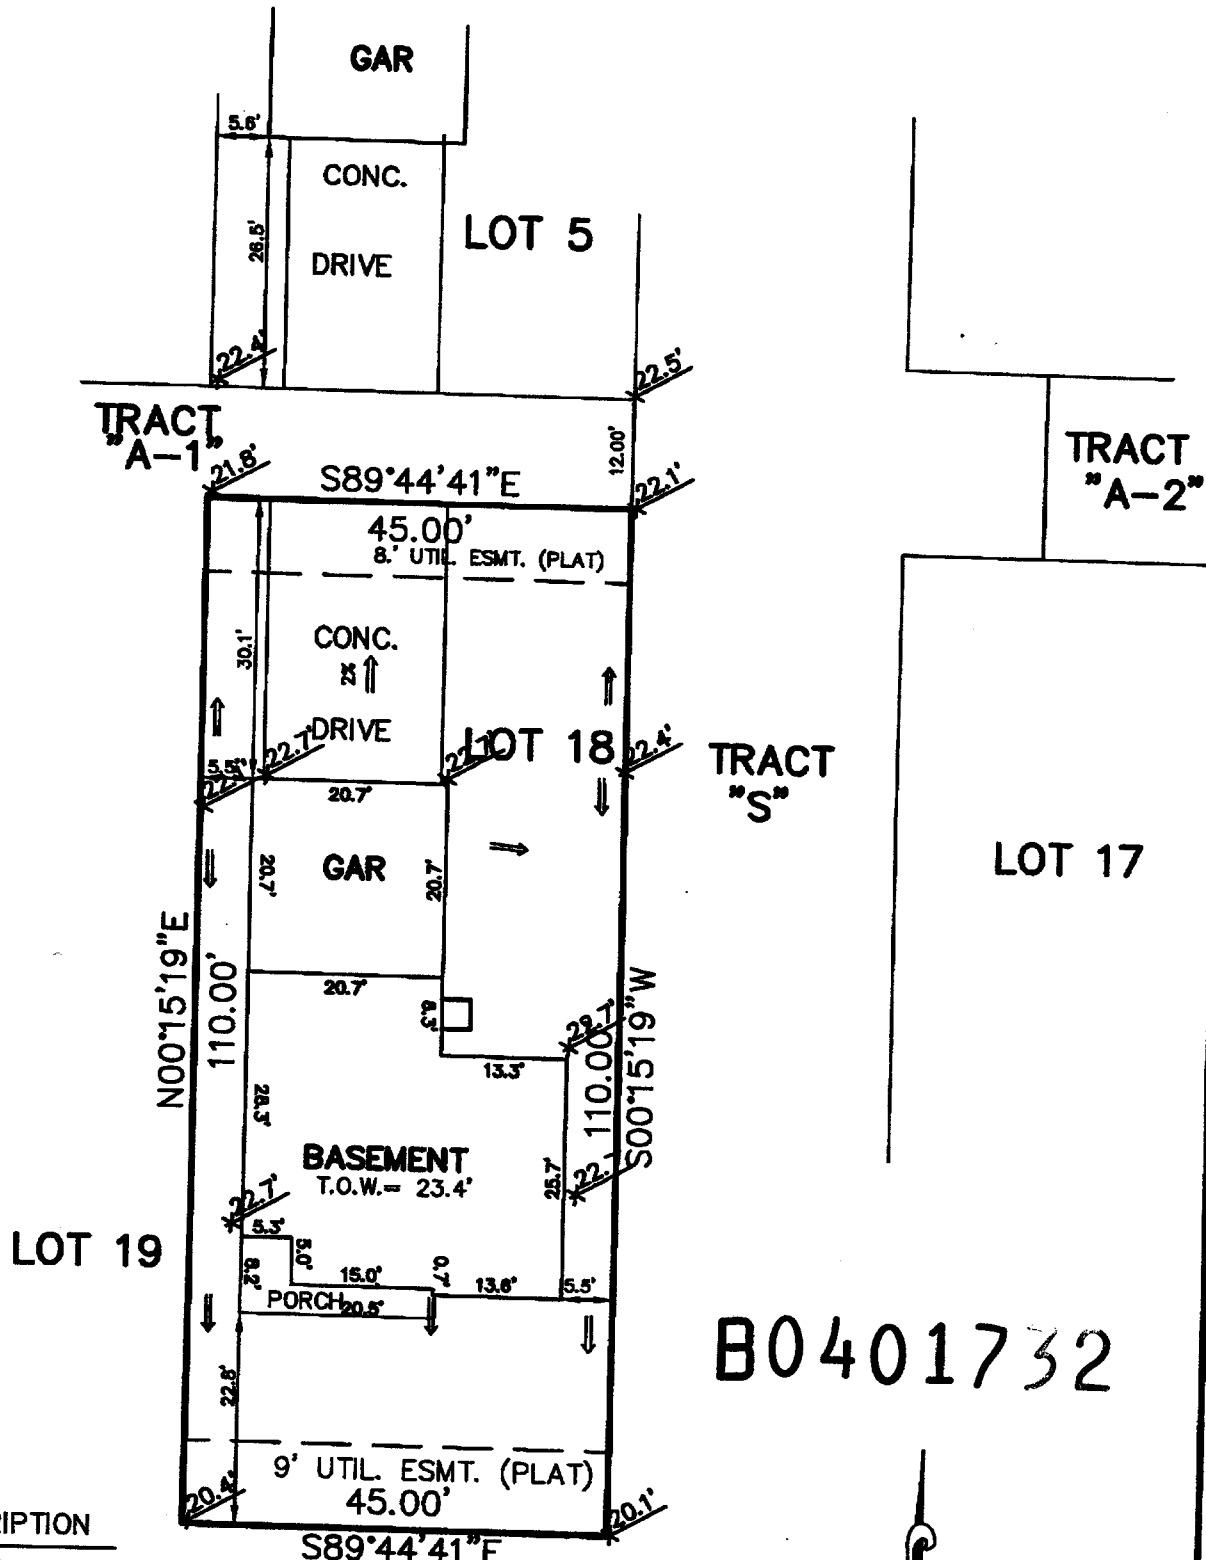 GAR
5.6'
CONC.
LOT 5
26.5'
DRIVE
22.5'
TRACT
"A-1"
12.00'
TRACT
"A-2"
21.8'
S89°44'41"E
22.1'
45.00'
8.' UTIL. ESMT. (PLAT)
CONC.
30.1'
DRIVE
LOT 18
22.7'
22.4'
TRACT
"S"
5.5'
20.7'
GAR
20.7'
20.7'
LOT 17
N00°15'19"E
110.00'
20.7'
8.3'
13.3'
110.00'
S00°15'19"W
28.3'
BASEMENT
T.O.W.= 23.4'
25.7'
22.7'
LOT 19
5.3'
5.0'
8.2'
15.0'
0.7'
13.6'
5.5'
PORCH
20.5'
B0401732
22.8'
9' UTIL. ESMT. (PLAT)
45.00'
20.4'
20.1'
S89°44'41"E
RIPTION